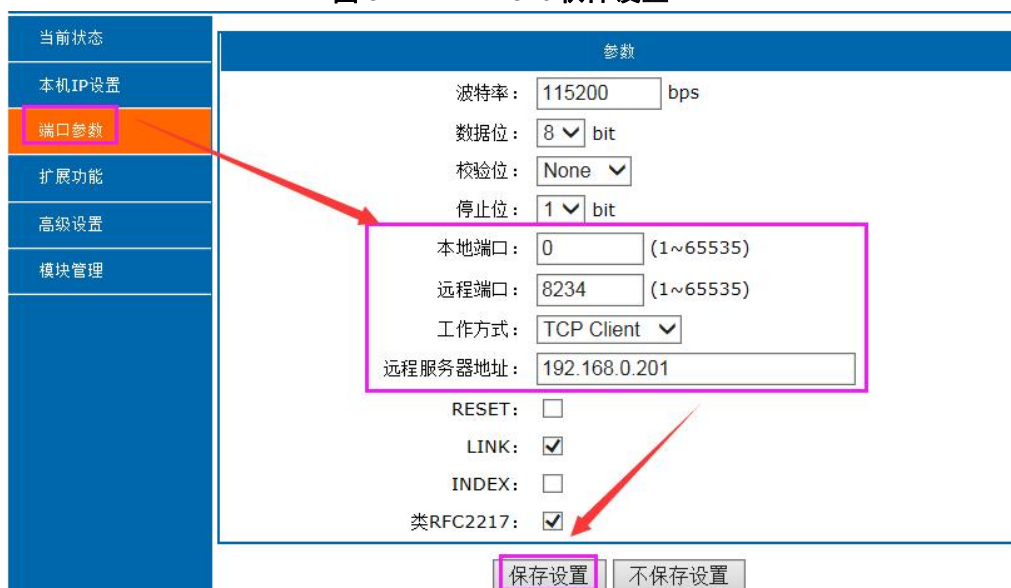 当前状态
本机IP设置
端口参数
扩展功能
高级设置
模块管理
参数
波特率： 115200 bps
数据位： 8 bit
校验位： None
停止位： 1 bit
本地端口： 0 (1~65535)
远程端口： 8234 (1~65535)
工作方式： TCP Client
远程服务器地址： 192.168.0.201
RESET：
LINK：
INDEX：
类RFC2217：
保存设置 不保存设置